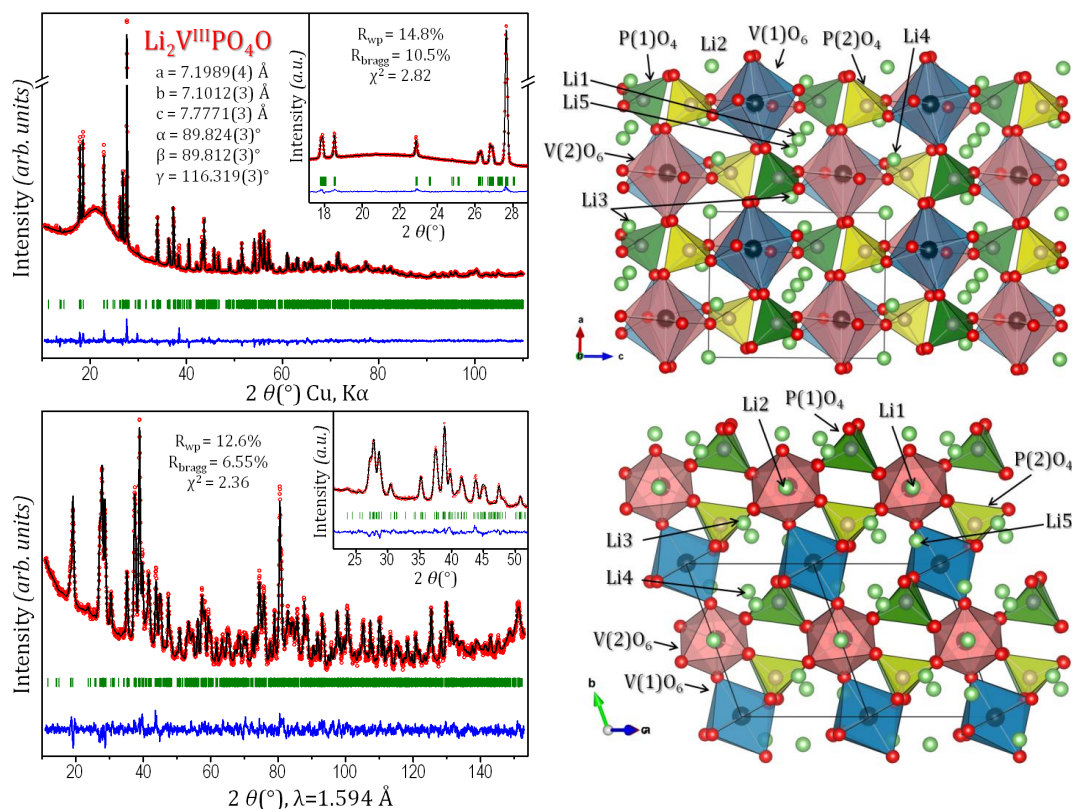 Li₂VᴵᴵᴵPO₄O
a = 7.1989(4) Å
b = 7.1012(3) Å
c = 7.7771(3) Å
α = 89.824(3)°
β = 89.812(3)°
γ = 116.319(3)°
Intensity (arb. units)
20 40 60 80 100
2 θ(°) Cu, Kα
R_wp = 14.8%
R_bragg = 10.5%
χ² = 2.82
Intensity (a.u.)
18 20 22 24 26 28
2 θ(°)
P(1)O₄
Li2
V(1)O₆
P(2)O₄
Li4
Li1
Li5
V(2)O₆
Li3
a
c
R_wp = 12.6%
R_bragg = 6.55%
χ² = 2.36
Intensity (arb. units)
20 40 60 80 100 120 140
2 θ(°), λ=1.594 Å
Intensity (a.u.)
25 30 35 40 45 50
2 θ(°)
Li2
P(1)O₄
Li1
P(2)O₄
Li3
Li5
Li4
V(2)O₆
V(1)O₆
b